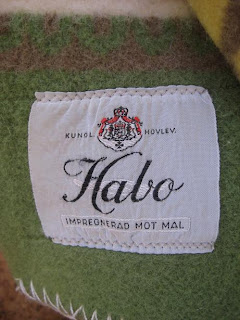 KUNGL. HOVLEV.
Habo
IMPREGNERAD MOT MAL